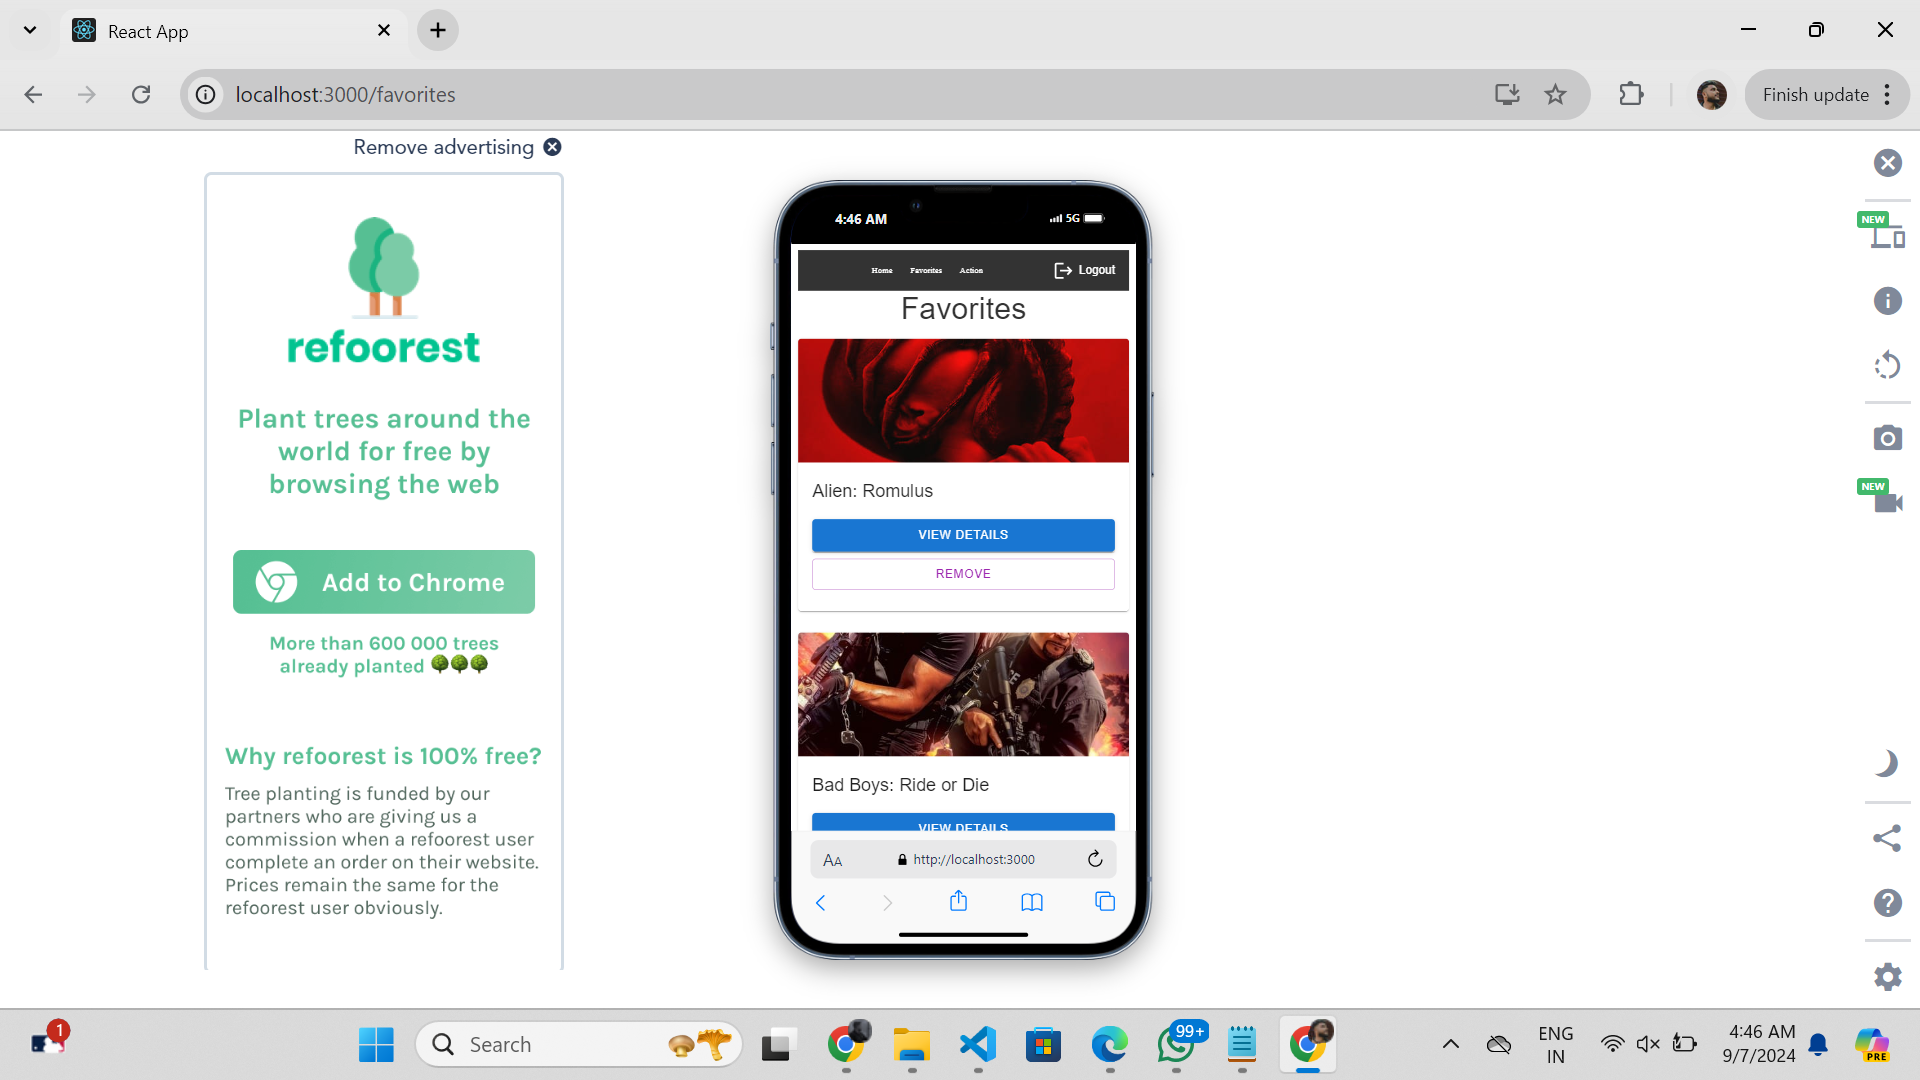 React App
localhost:3000/favorites
Finish update
Remove advertising
refoorest
Plant trees around the
world for free by
browsing the web
Add to Chrome
More than 600 000 trees
already planted
Why refoorest is 100% free?
Tree planting is funded by our
partners who are giving us a
commission when a refoorest user
complete an order on their website.
Prices remain the same for the
refoorest user obviously.
4:46 AM
5G
Home Favorites Action Logout
Favorites
Alien: Romulus
VIEW DETAILS
REMOVE
Bad Boys: Ride or Die
VIEW DETAILS
AA http://localhost:3000
NEW
NEW
1
Search
99+
ENG
IN
4:46 AM
9/7/2024
PRE